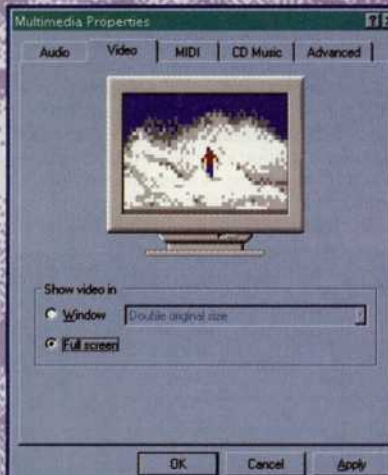 Multimedia Properties
Audio Video MIDI CD Music Advanced
Show video in
Window Double original size
Full screen
OK Cancel Apply